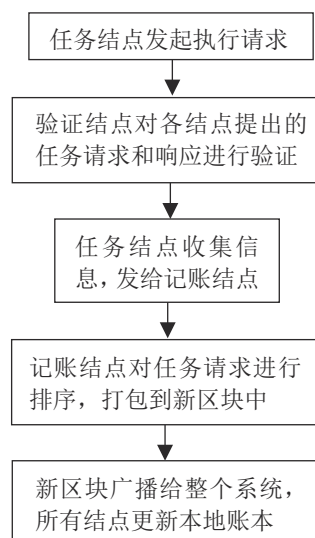 任务结点发起执行请求
验证结点对各结点提出的
任务请求和响应进行验证
任务结点收集信
息，发给记账结点
记账结点对任务请求进行
排序，打包到新区块中
新区块广播给整个系统，
所有结点更新本地账本